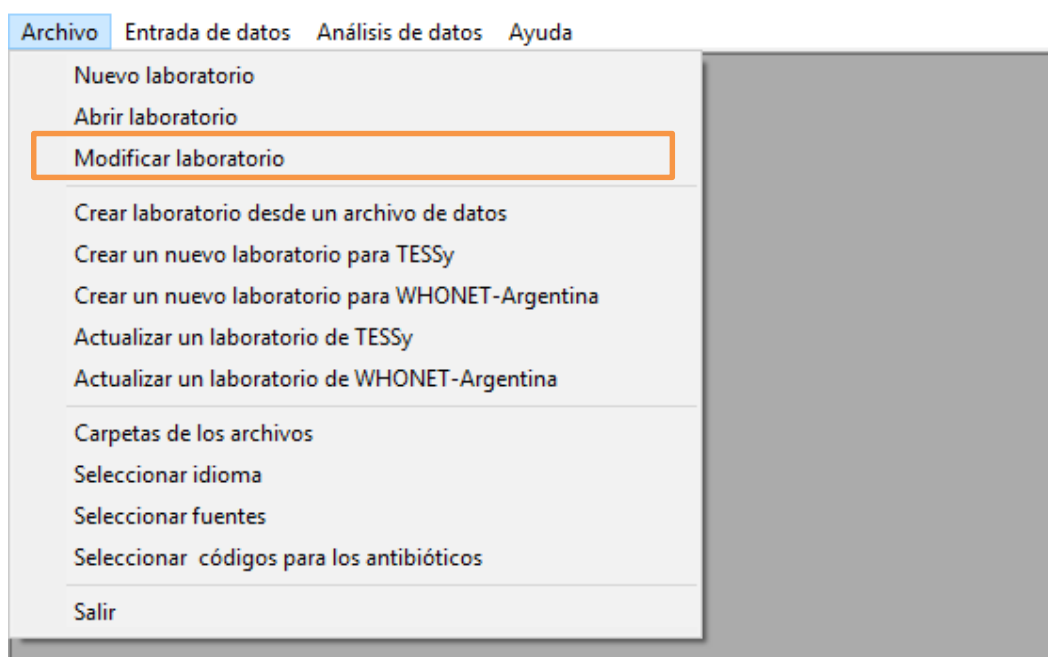 Archivo Entrada de datos Análisis de datos Ayuda
Nuevo laboratorio
Abrir laboratorio
Modificar laboratorio
Crear laboratorio desde un archivo de datos
Crear un nuevo laboratorio para TESSy
Crear un nuevo laboratorio para WHONET-Argentina
Actualizar un laboratorio de TESSy
Actualizar un laboratorio de WHONET-Argentina
Carpetas de los archivos
Seleccionar idioma
Seleccionar fuentes
Seleccionar códigos para los antibióticos
Salir